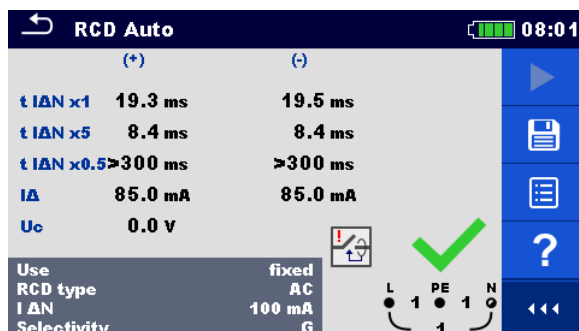 RCD Auto 08:01
(+) (-)
t IΔN x1 19.3 ms 19.5 ms
t IΔN x5 8.4 ms 8.4 ms
t IΔN x0.5 >300 ms >300 ms
IΔ 85.0 mA 85.0 mA
Uc 0.0 V
!
?
Use fixed
RCD type AC
I ΔN 100 mA
Selectivity G
L PE N
1 1
1